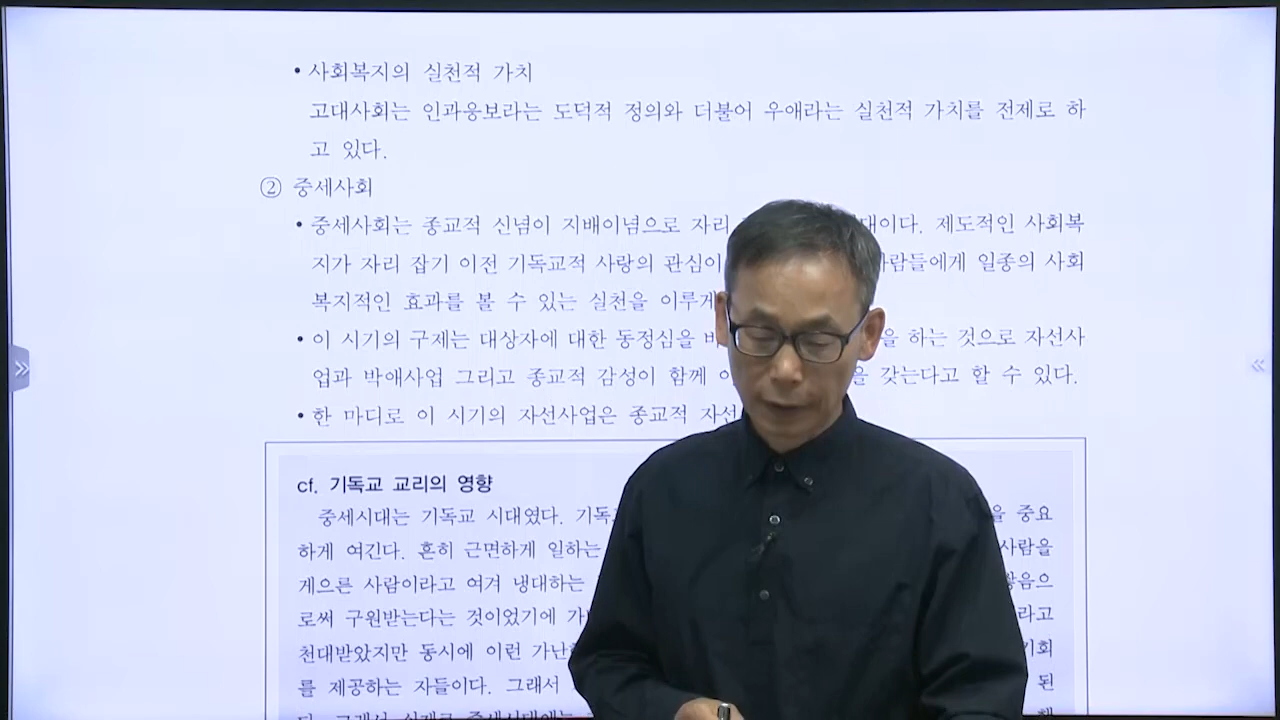 • 사회복지의 실천적 가치
고대사회는 인과응보라는 도덕적 정의와 더불어 우애라는 실천적 가치를 전제로 하
고 있다.
② 중세사회
• 중세사회는 종교적 신념이 지배이념으로 자리 이다. 제도적인 사회복
지가 자리 잡기 이전 기독교적 사랑의 관심이 사람들에게 일종의 사회
복지적인 효과를 볼 수 있는 실천을 이루게
• 이 시기의 구제는 대상자에 대한 동정심을 하는 것으로 자선사
업과 박애사업 그리고 종교적 감성이 함께 갖는다고 할 수 있다.
• 한 마디로 이 시기의 자선사업은 종교적
cf. 기독교 교리의 영향
중세시대는 기독교 시대였다. 중요
하게 여긴다. 흔히 근면하게 일하는 사람을
게으른 사람이라고 여겨 냉대하는
로써 구원받는다는 것이었기에 라고
천대받았지만 동시에 이런 기회
를 제공하는 자들이다. 그래서 된